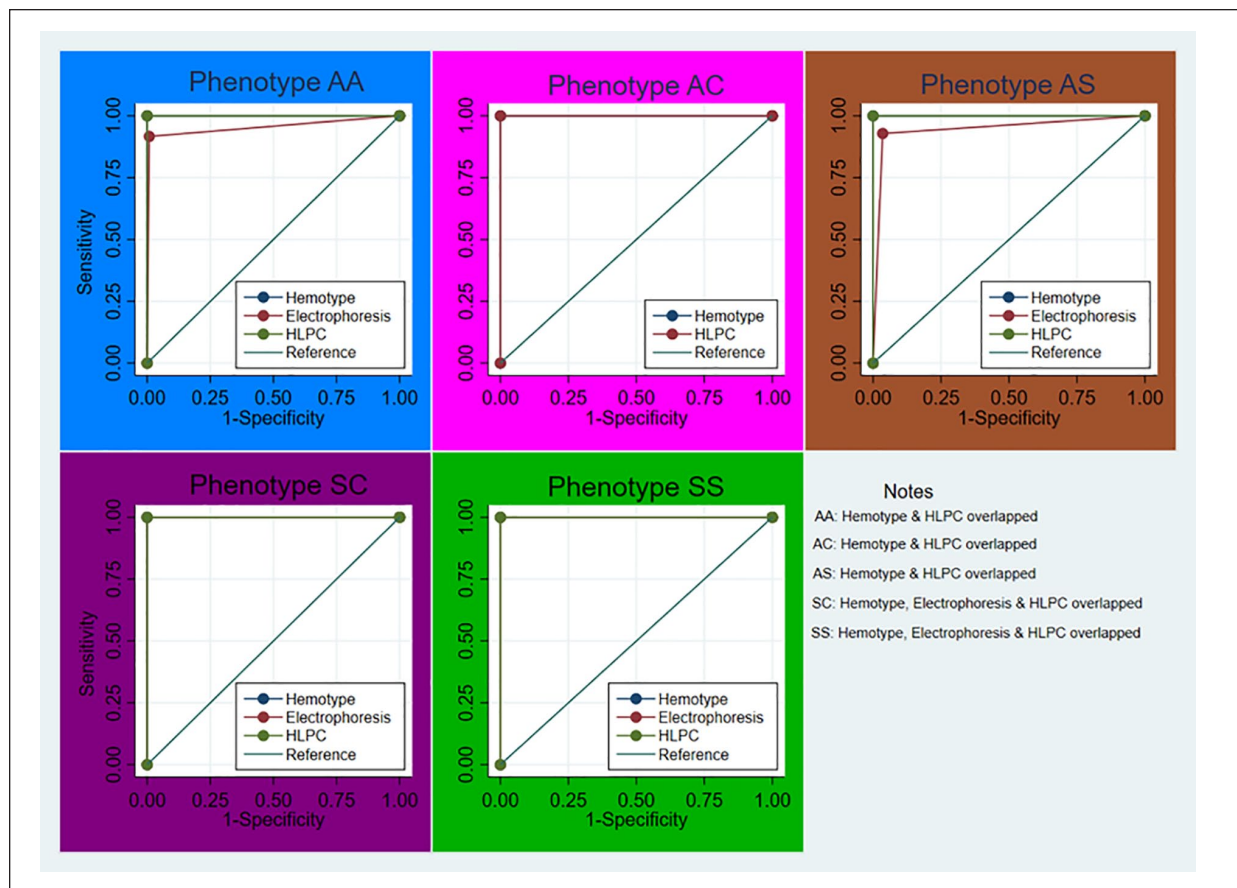 Phenotype AA
Sensitivity
1.00
0.75
0.50
0.25
0.00
Hemotype
Electrophoresis
HLPC
Reference
0.00 0.25 0.50 0.75 1.00
1-Specificity
Phenotype AC
1.00
0.75
0.50
0.25
0.00
Hemotype
HLPC
Reference
0.00 0.25 0.50 0.75 1.00
1-Specificity
Phenotype AS
1.00
0.75
0.50
0.25
0.00
Hemotype
Electrophoresis
HLPC
Reference
0.00 0.25 0.50 0.75 1.00
1-Specificity
Phenotype SC
Sensitivity
1.00
0.75
0.50
0.25
0.00
Hemotype
Electrophoresis
HLPC
Reference
0.00 0.25 0.50 0.75 1.00
1-Specificity
Phenotype SS
1.00
0.75
0.50
0.25
0.00
Hemotype
Electrophoresis
HLPC
Reference
0.00 0.25 0.50 0.75 1.00
1-Specificity
Notes
AA: Hemotype & HLPC overlapped
AC: Hemotype & HLPC overlapped
AS: Hemotype & HLPC overlapped
SC: Hemotype, Electrophoresis & HLPC overlapped
SS: Hemotype, Electrophoresis & HLPC overlapped